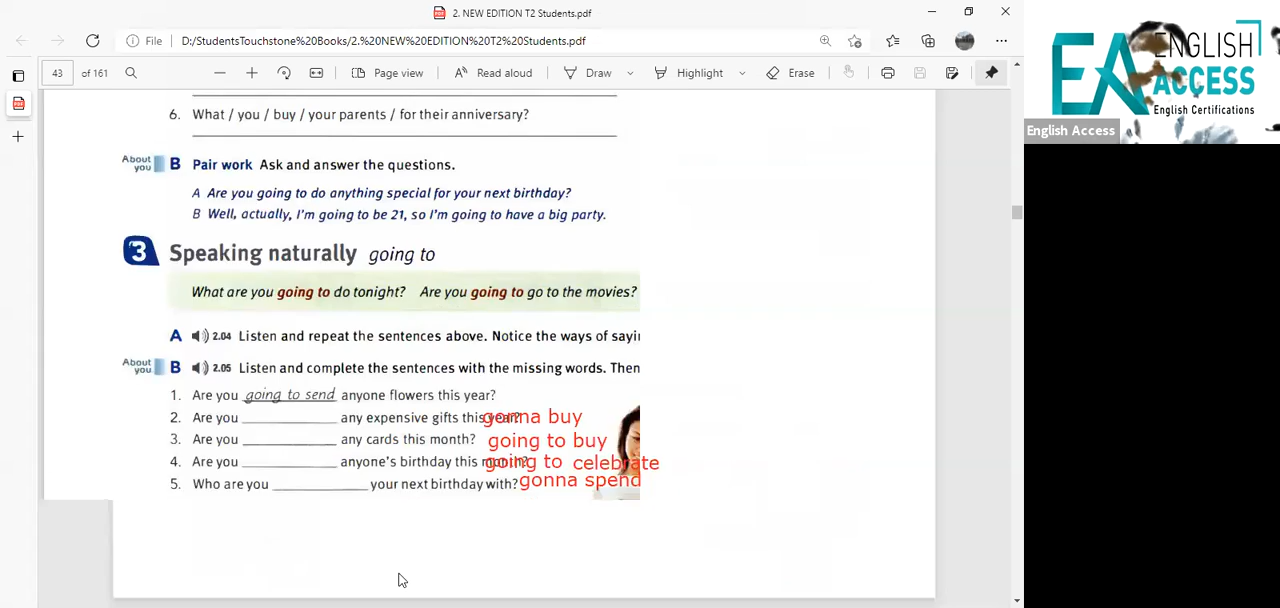 2. NEW EDITION T2 Students.pdf
File D:/StudentsTouchstone%20Books/2.%20NEW%20EDITION%20T2%20Students.pdf
43 of 161 Page view Read aloud Draw Highlight Erase
6. What / you / buy / your parents / for their anniversary?
About you B Pair work Ask and answer the questions.
A Are you going to do anything special for your next birthday?
B Well, actually, I'm going to be 21, so I'm going to have a big party.
3 Speaking naturally going to
What are you going to do tonight? Are you going to go to the movies?
A 2.04 Listen and repeat the sentences above. Notice the ways of
About you B 2.05 Listen and complete the sentences with the missing words. Then
1. Are you going to send anyone flowers this year?
2. Are you any expensive gifts this year?
gonna buy
3. Are you any cards this month?
going to buy
4. Are you anyone's birthday this month?
going to celebrate
5. Who are you your next birthday with?
gonna spend
EA ENGLISH ACCESS
English Certifications
English Access